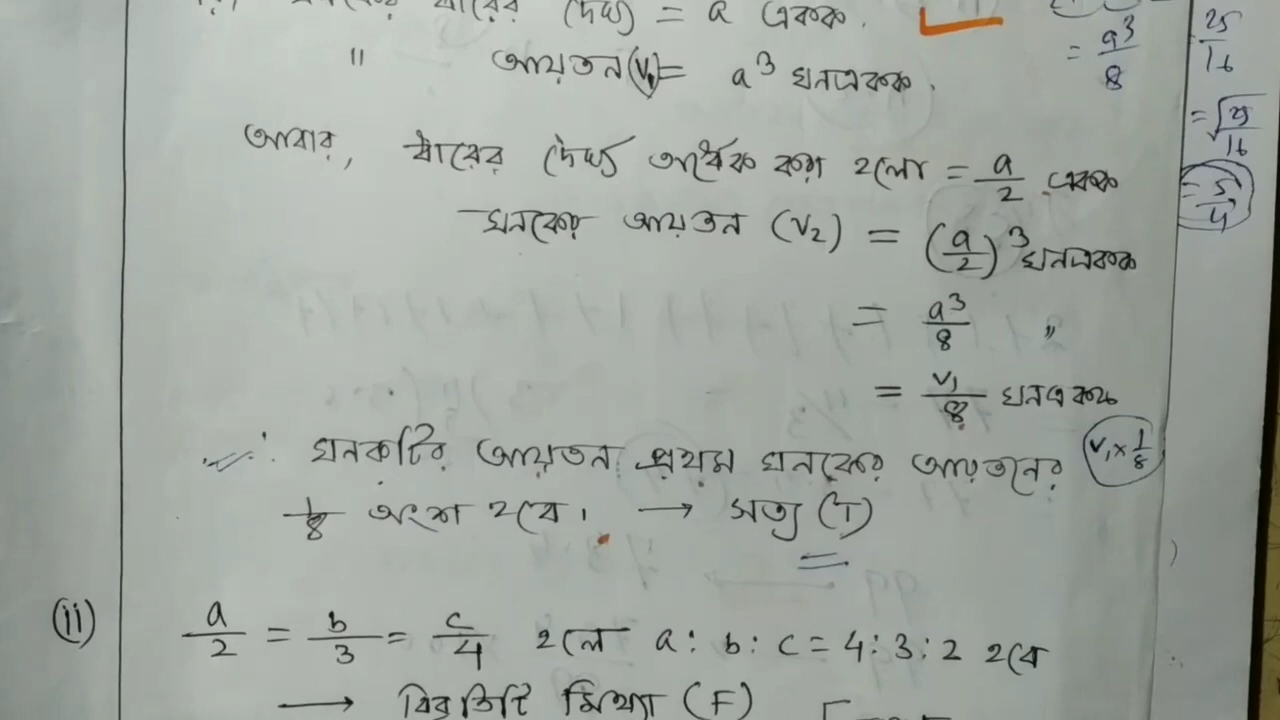 ধারের দৈর্ঘ্য = a একক.
" আয়তন (V₁) = a³ ঘনএকক.
= a³/8
25/16
= √25/16
= 5/4
আবার, ধারের দৈর্ঘ্য অর্ধেক করা হলো = a/2 একক
ঘনকের আয়তন (V₂) = (a/2)³ ঘনএকক
= a³/8 "
= V₁/8 ঘনএকক
∴ ঘনকটির আয়তন প্রথম ঘনকের আয়তনের
(V₁ × 1/8)
1/8 অংশ হবে। → সত্য (T)
(ii) a/2 = b/3 = c/4 হলে a : b : c = 4 : 3 : 2 হবে
→ বিবৃতিটি মিথ্যা (F)